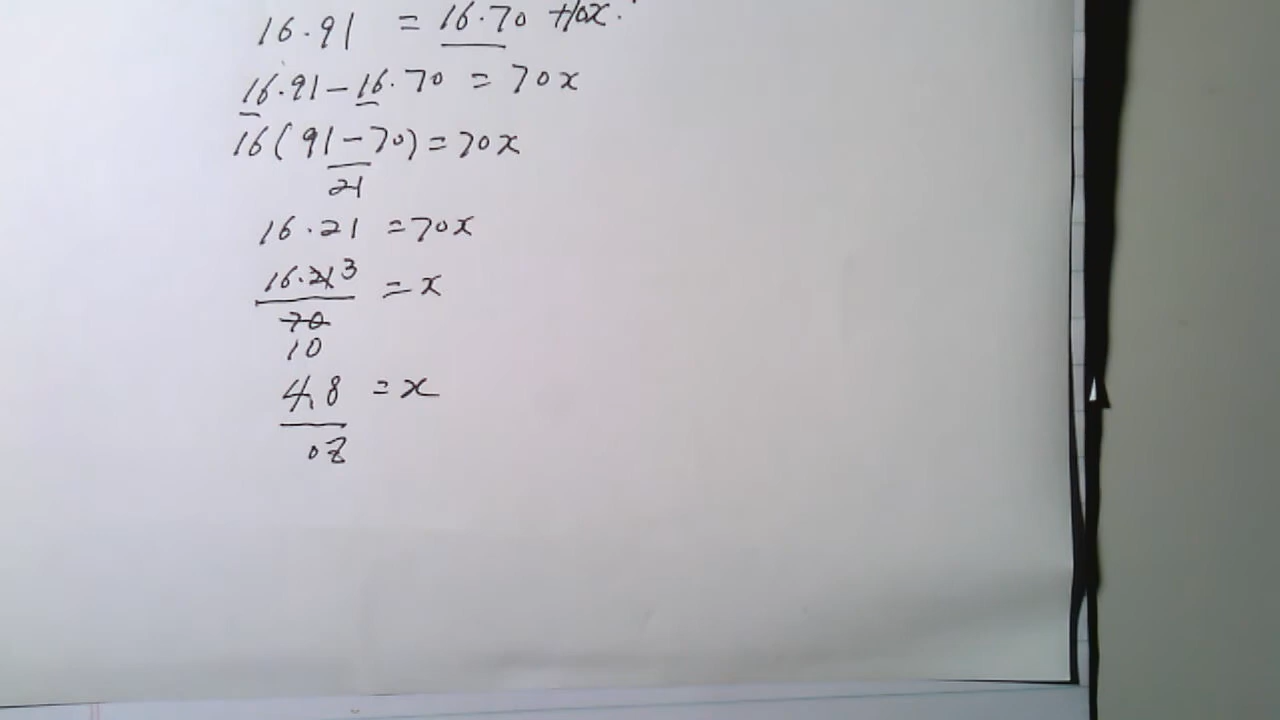 16.91 = 16.70 + 70x.
16.91 - 16.70 = 70x
16(91-70) = 70x
21
16.21 = 70x
16.21 3
70 = x
10
4.8 = x
oz